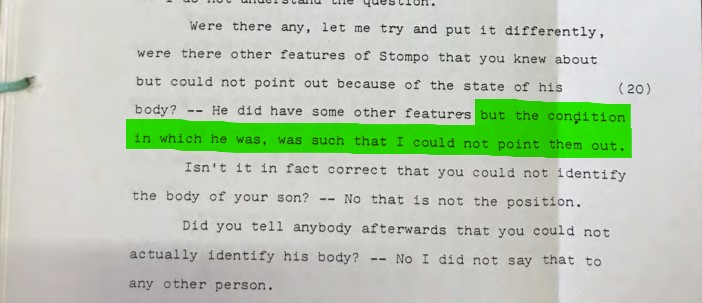 I do not understand the question.
Were there any, let me try and put it differently,
were there other features of Stompo that you knew about
but could not point out because of the state of his (20)
body? -- He did have some other features but the condition
in which he was, was such that I could not point them out.
Isn't it in fact correct that you could not identify
the body of your son? -- No that is not the position.
Did you tell anybody afterwards that you could not
actually identify his body? -- No I did not say that to
any other person.